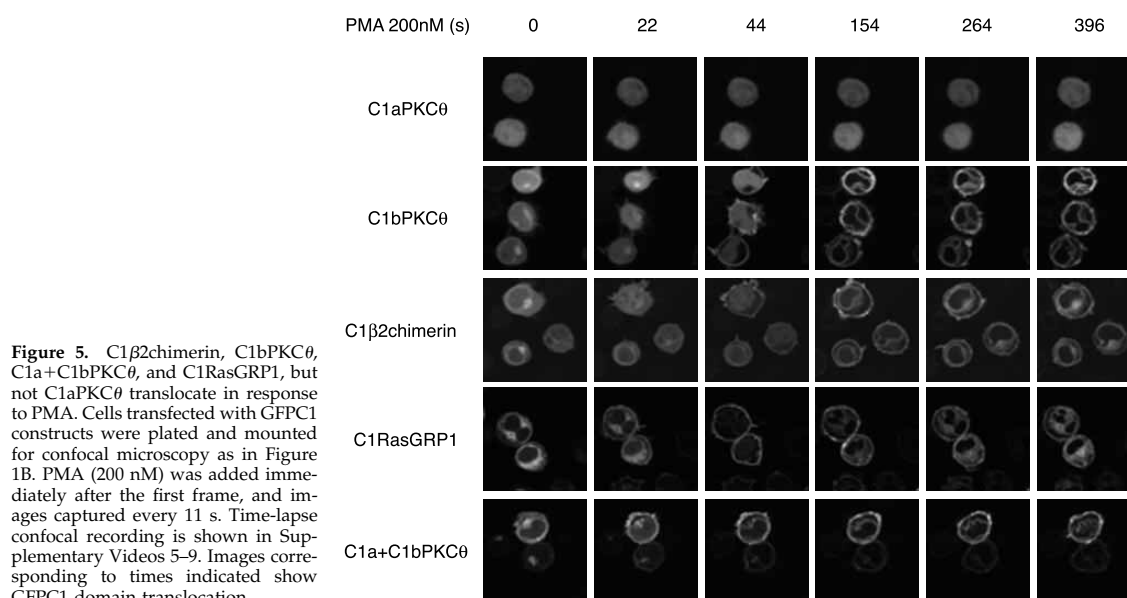 PMA 200nM (s) 0 22 44 154 264 396
C1aPKCθ
C1bPKCθ
C1β2chimerin
C1RasGRP1
C1a+C1bPKCθ
Figure 5. C1β2chimerin, C1bPKCθ,
C1a+C1bPKCθ, and C1RasGRP1, but
not C1aPKCθ translocate in response
to PMA. Cells transfected with GFPC1
constructs were plated and mounted
for confocal microscopy as in Figure
1B. PMA (200 nM) was added imme-
diately after the first frame, and im-
ages captured every 11 s. Time-lapse
confocal recording is shown in Sup-
plementary Videos 5–9. Images corre-
sponding to times indicated show
GFPC1 domain translocation.